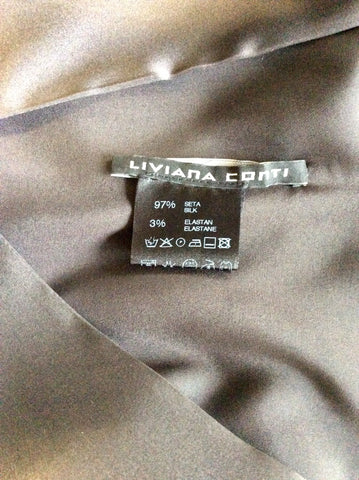 LIVIANA CONTI
97% SETA
SILK
3% ELASTAN
ELASTANE